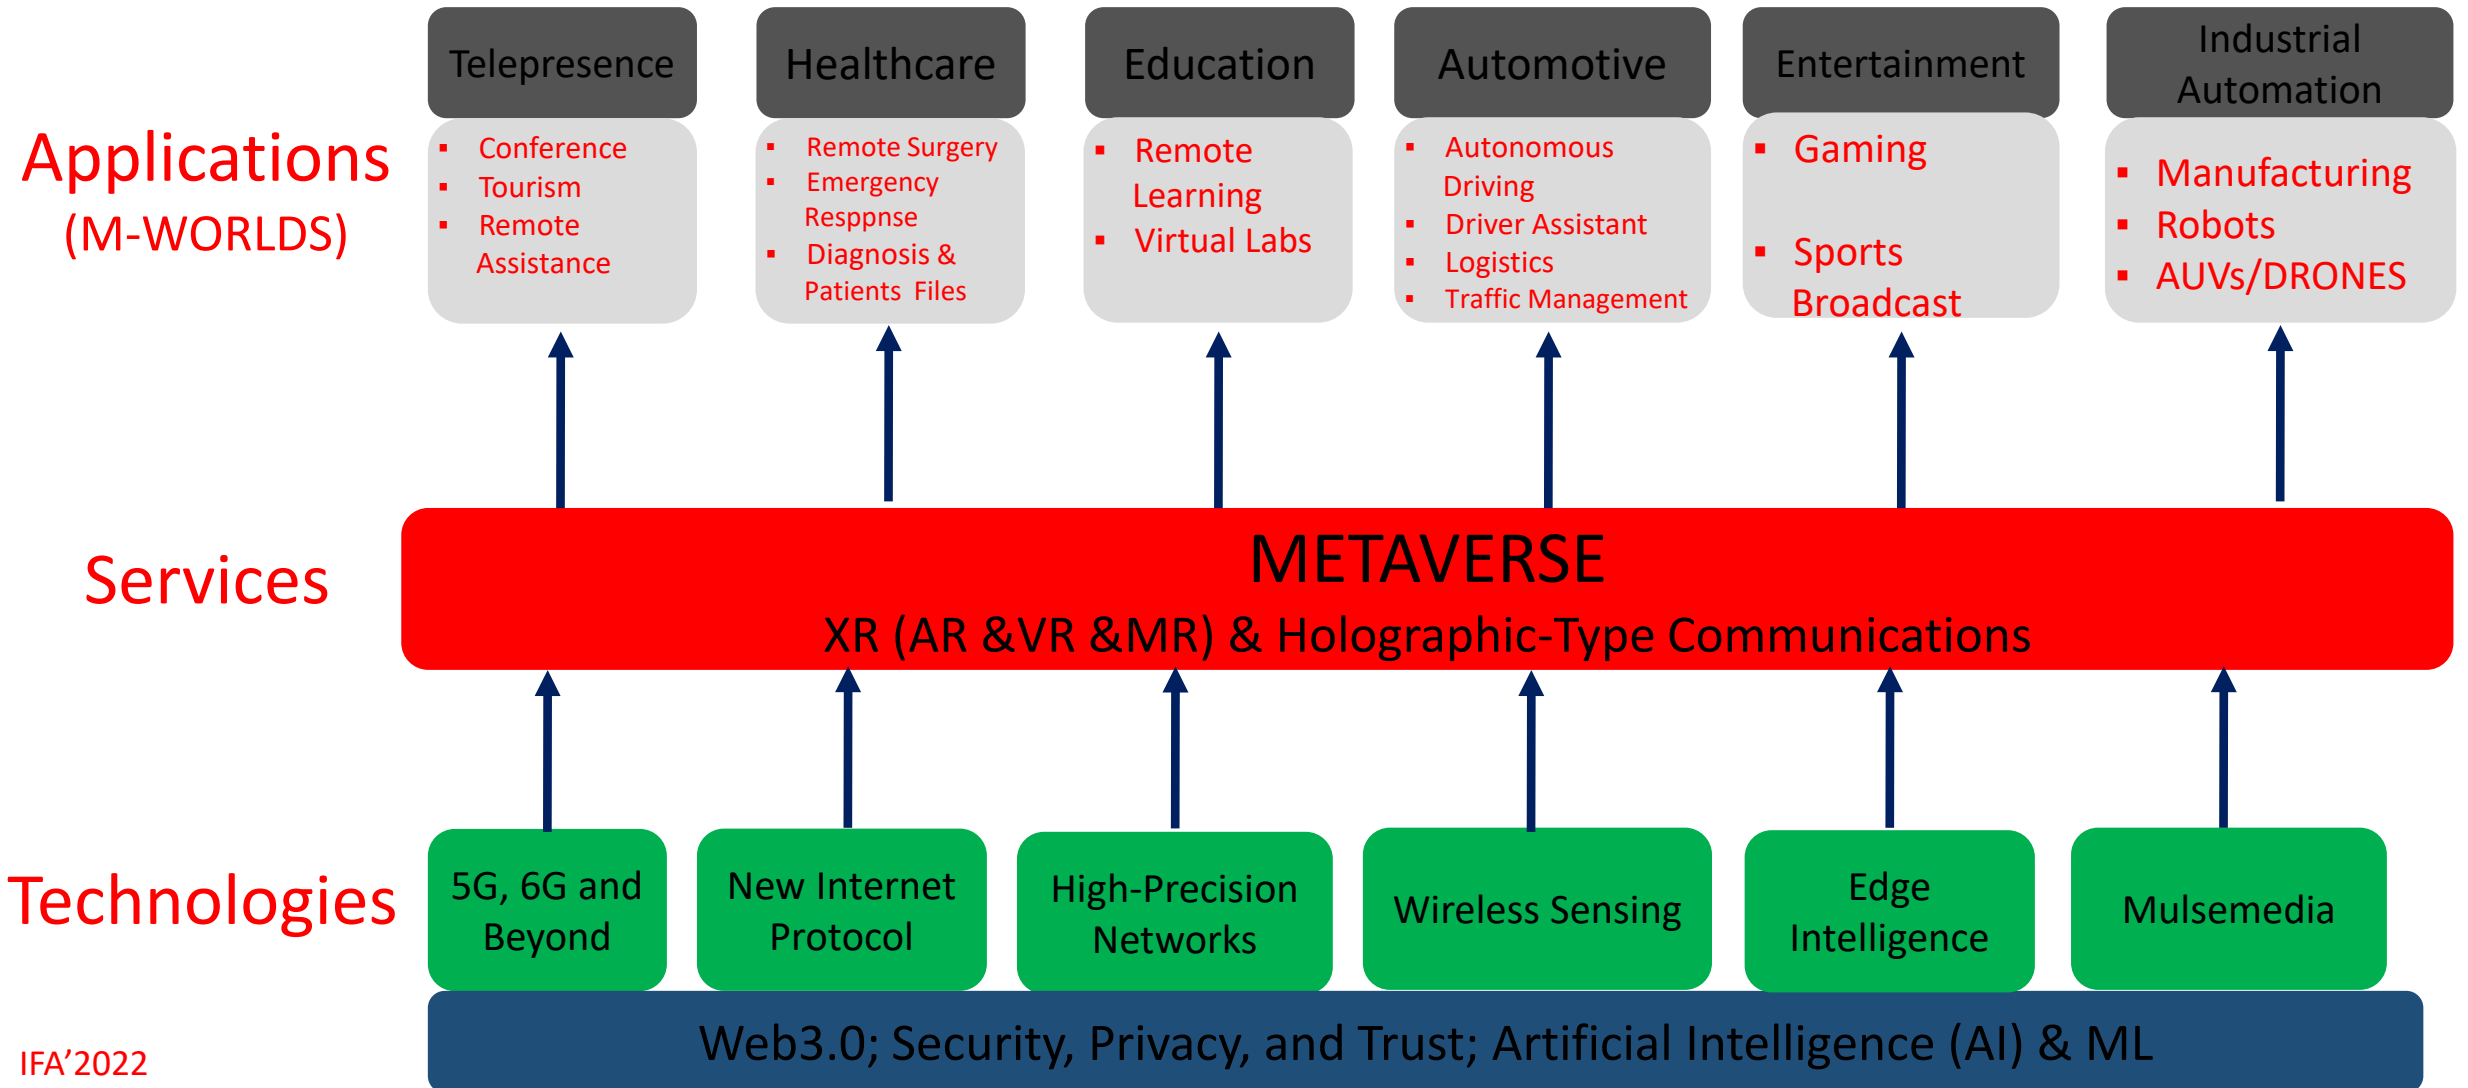 Applications
(M-WORLDS)
Telepresence
▪ Conference
▪ Tourism
▪ Remote
Assistance
Healthcare
▪ Remote Surgery
▪ Emergency
Resppnse
▪ Diagnosis &
Patients Files
Education
▪ Remote
Learning
▪ Virtual Labs
Automotive
▪ Autonomous
Driving
▪ Driver Assistant
▪ Logistics
▪ Traffic Management
Entertainment
▪ Gaming
▪ Sports
Broadcast
Industrial
Automation
▪ Manufacturing
▪ Robots
▪ AUVs/DRONES
Services
METAVERSE
XR (AR &VR &MR) & Holographic-Type Communications
Technologies
5G, 6G and
Beyond
New Internet
Protocol
High-Precision
Networks
Wireless Sensing
Edge
Intelligence
Mulsemedia
Web3.0; Security, Privacy, and Trust; Artificial Intelligence (AI) & ML
IFA’2022